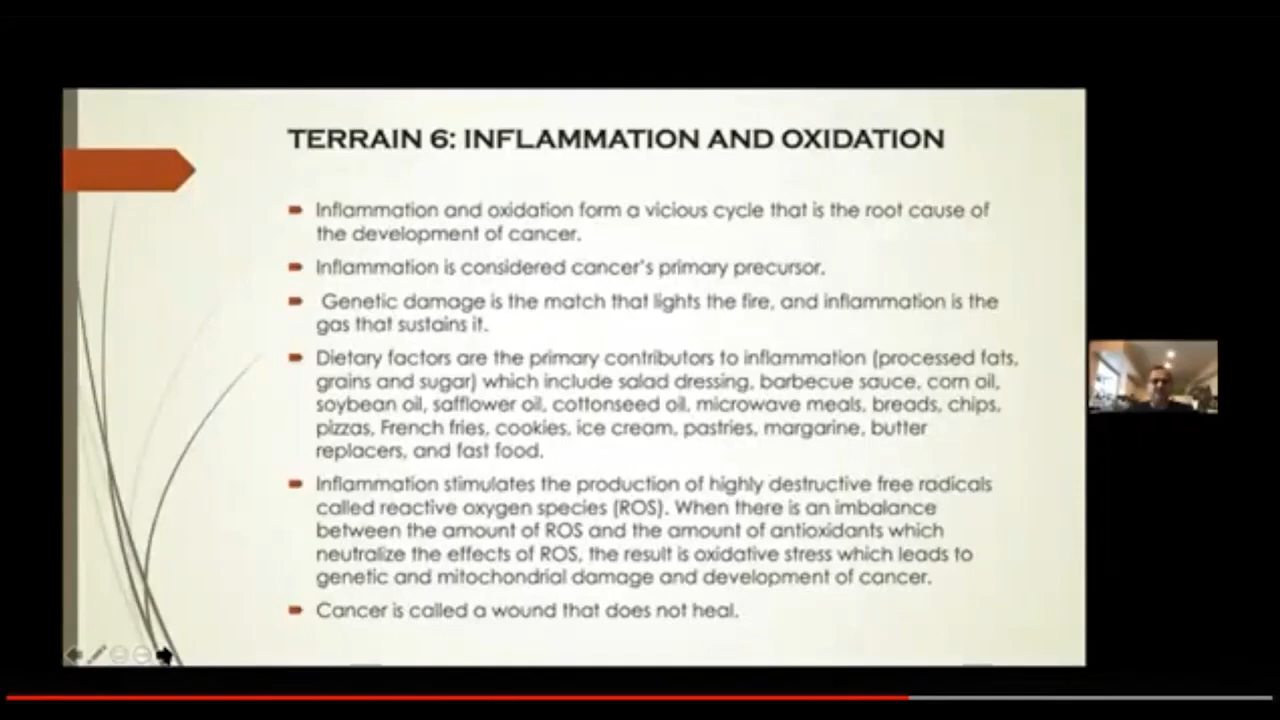 TERRAIN 6: INFLAMMATION AND OXIDATION
Inflammation and oxidation form a vicious cycle that is the root cause of
the development of cancer.
Inflammation is considered cancer's primary precursor.
Genetic damage is the match that lights the fire, and inflammation is the
gas that sustains it.
Dietary factors are the primary contributors to inflammation (processed fats,
grains and sugar) which include salad dressing, barbecue sauce, corn oil,
soybean oil, safflower oil, cottonseed oil, microwave meals, breads, chips,
pizzas, French fries, cookies, ice cream, pastries, margarine, butter
replacers, and fast food.
Inflammation stimulates the production of highly destructive free radicals
called reactive oxygen species (ROS). When there is an imbalance
between the amount of ROS and the amount of antioxidants which
neutralize the effects of ROS, the result is oxidative stress which leads to
genetic and mitochondrial damage and development of cancer.
Cancer is called a wound that does not heal.